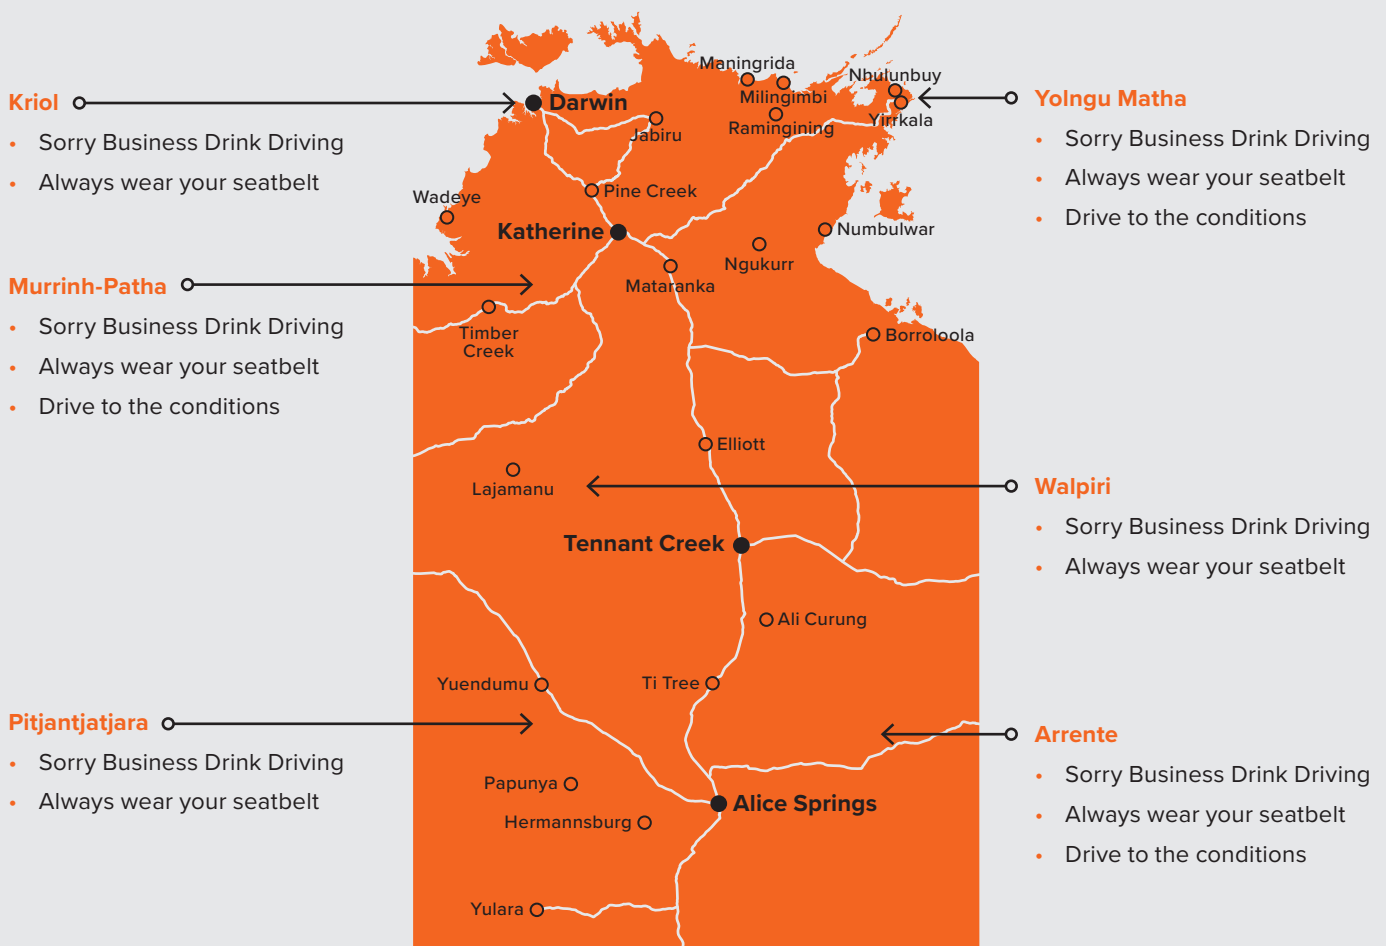 Kriol
• Sorry Business Drink Driving
• Always wear your seatbelt
Murrinh-Patha
• Sorry Business Drink Driving
• Always wear your seatbelt
• Drive to the conditions
Pitjantjatjara
• Sorry Business Drink Driving
• Always wear your seatbelt
Maningrida
Nhulunbuy
Milingimbi
Darwin
Yirrkala
Ramingining
Jabiru
Pine Creek
Wadeye
Katherine
Numbulwar
Ngukurr
Mataranka
Timber
Creek
Borroloola
Elliott
Lajamanu
Tennant Creek
Ali Curung
Yuendumu
Ti Tree
Papunya
Alice Springs
Hermannsburg
Yulara
Yolngu Matha
• Sorry Business Drink Driving
• Always wear your seatbelt
• Drive to the conditions
Walpiri
• Sorry Business Drink Driving
• Always wear your seatbelt
Arrente
• Sorry Business Drink Driving
• Always wear your seatbelt
• Drive to the conditions